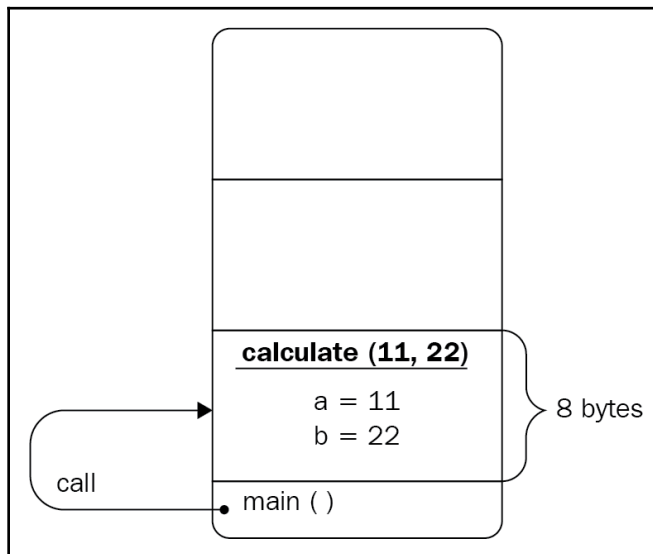 calculate (11, 22)
a = 11
b = 22
8 bytes
call
main ( )